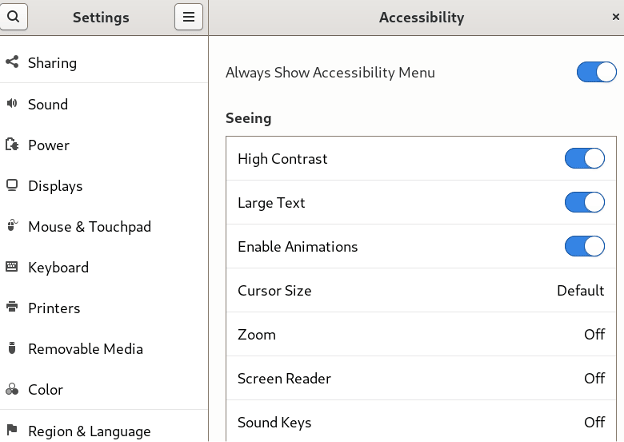 Settings
Accessibility
Sharing
Sound
Power
Displays
Mouse & Touchpad
Keyboard
Printers
Removable Media
Color
Region & Language
Always Show Accessibility Menu
Seeing
High Contrast
Large Text
Enable Animations
Cursor Size Default
Zoom Off
Screen Reader Off
Sound Keys Off